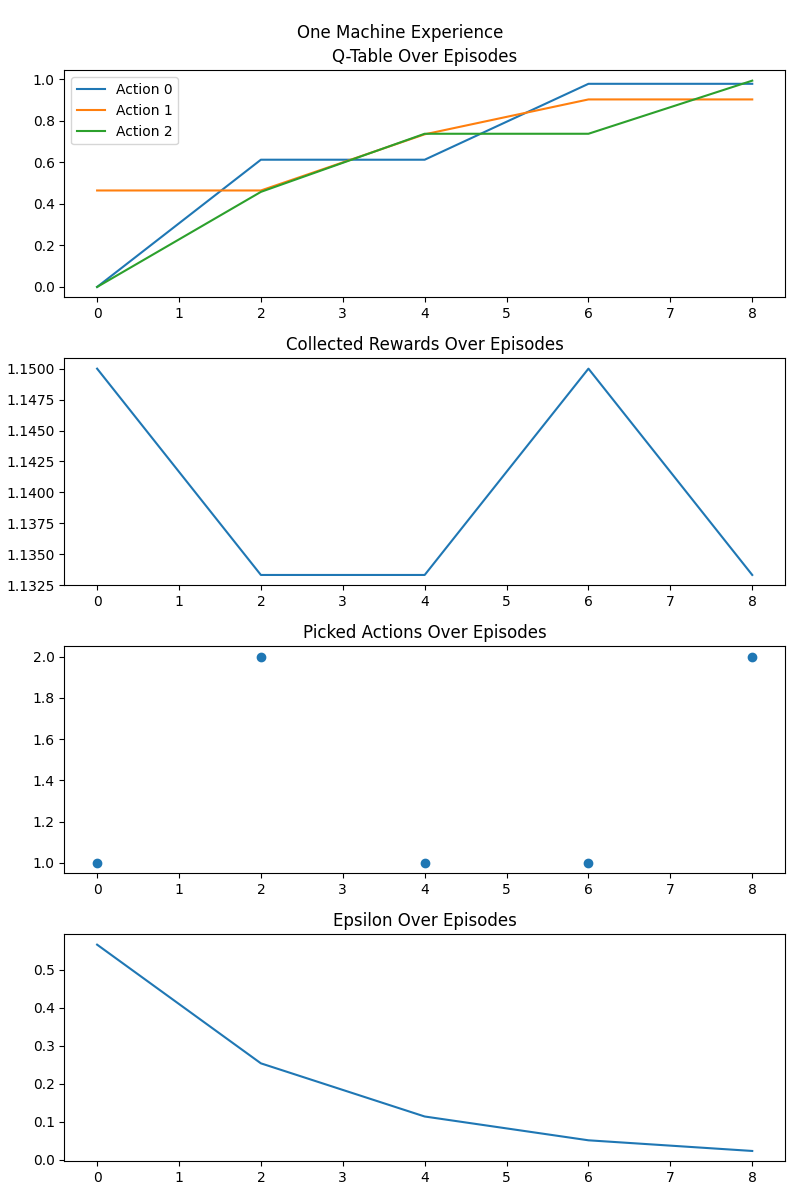 One Machine Experience
Q-Table Over Episodes
1.0
0.8
0.6
0.4
0.2
0.0
Action 0
Action 1
Action 2
0 1 2 3 4 5 6 7 8
Collected Rewards Over Episodes
1.1500
1.1475
1.1450
1.1425
1.1400
1.1375
1.1350
1.1325
0 1 2 3 4 5 6 7 8
Picked Actions Over Episodes
2.0
1.8
1.6
1.4
1.2
1.0
0 1 2 3 4 5 6 7 8
Epsilon Over Episodes
0.5
0.4
0.3
0.2
0.1
0.0
0 1 2 3 4 5 6 7 8